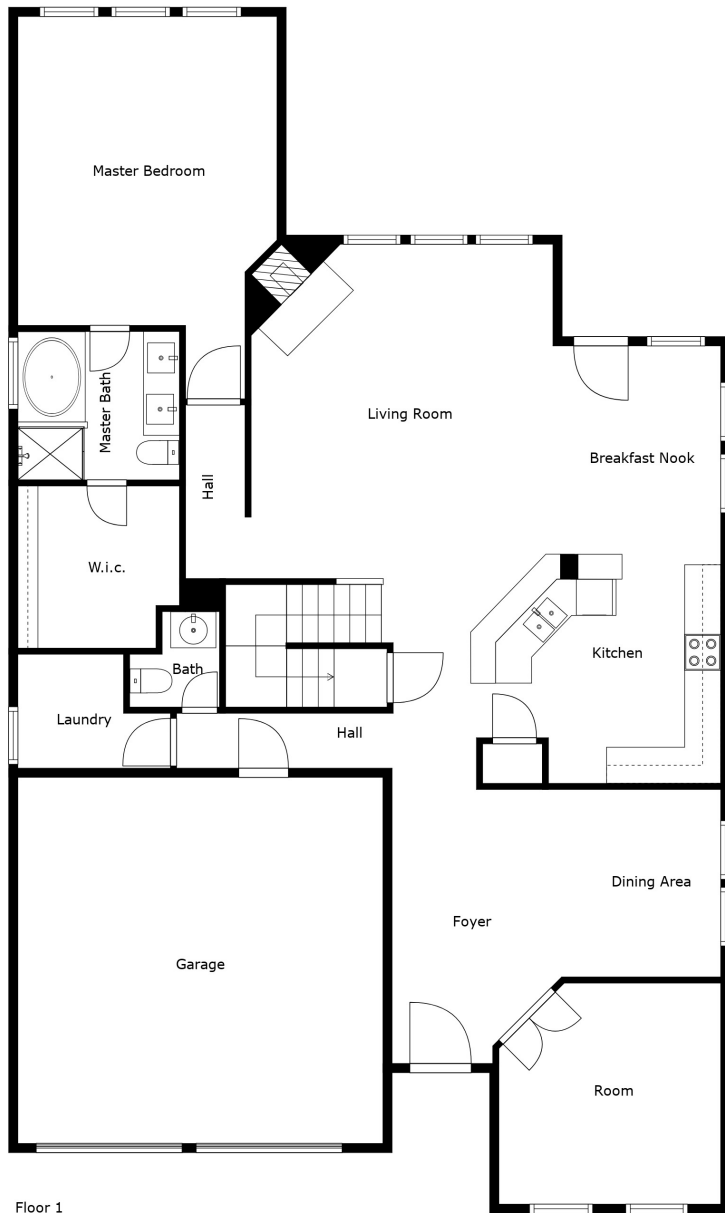 Master Bedroom
Living Room
Master Bath
Breakfast Nook
Hall
W.i.c.
Kitchen
Bath
Laundry
Hall
Dining Area
Foyer
Garage
Room
Floor 1